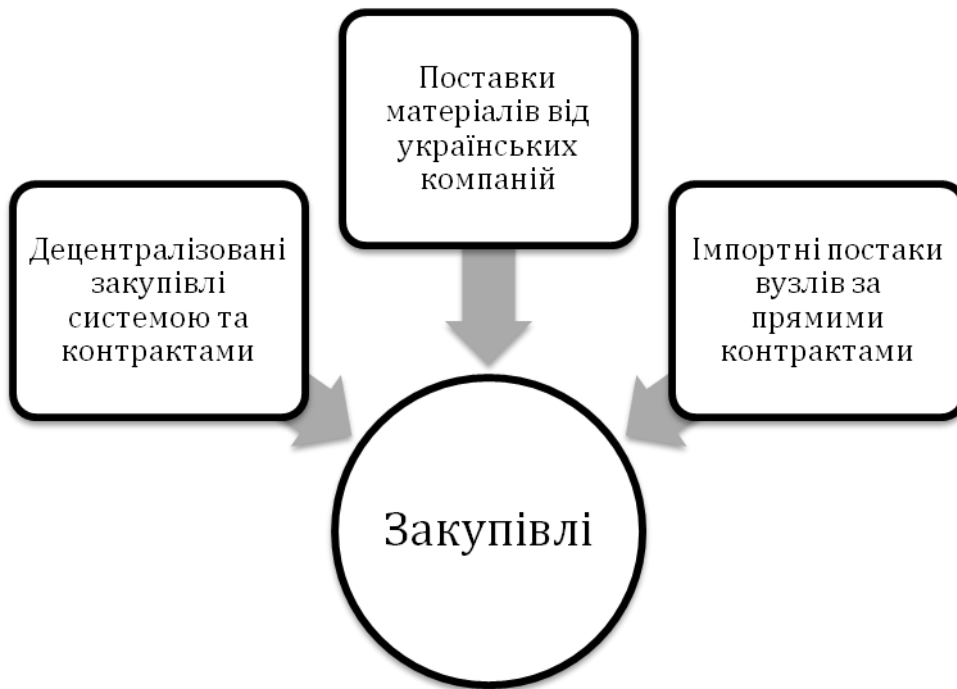 Поставки
матеріалів від
українських
компаній
Децентралізовані
закупівлі
системою та
контрактами
Імпортні постаки
вузлів за
прямими
контрактами
Закупівлі